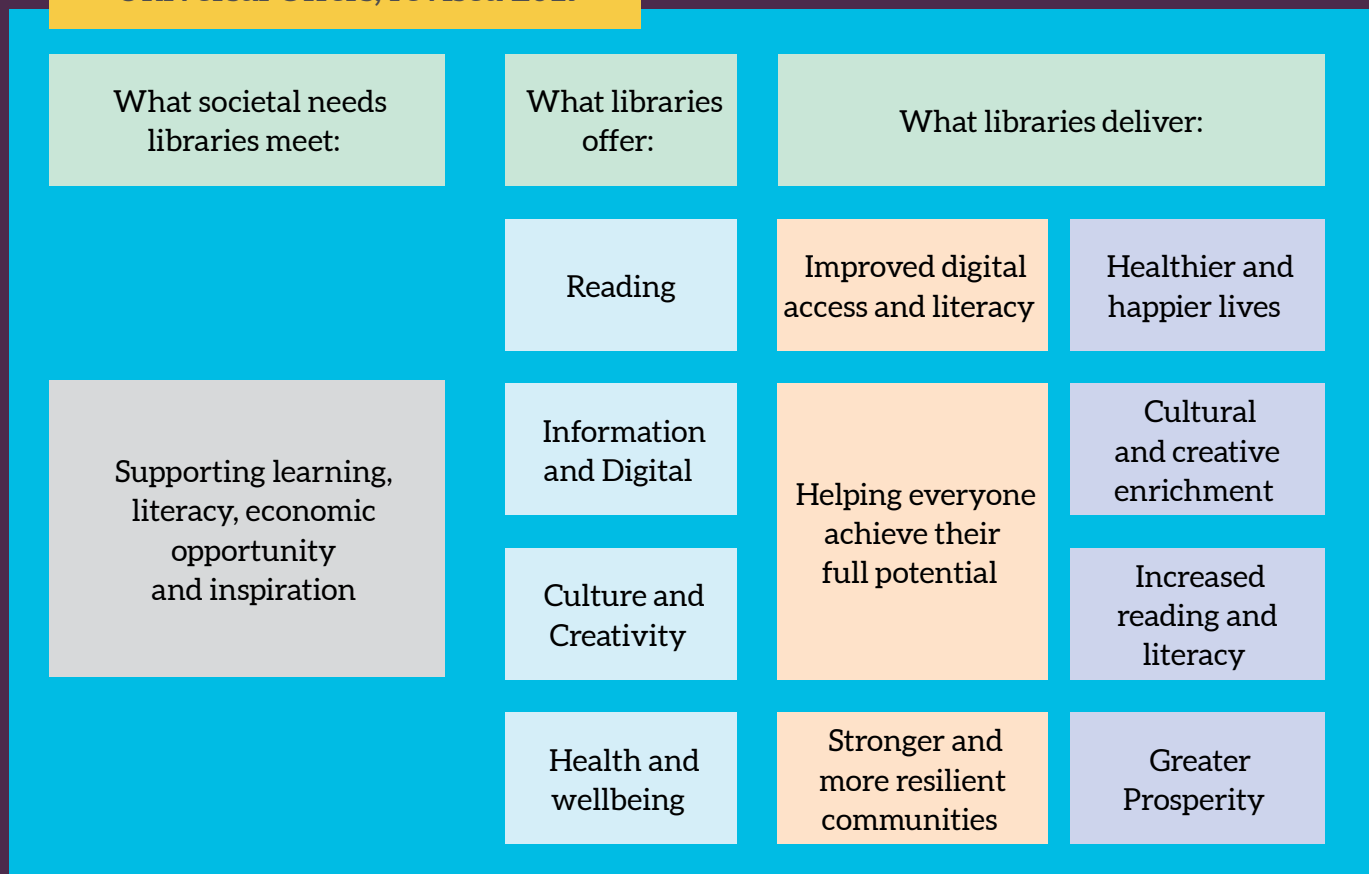 What societal needs
libraries meet:
What libraries
offer:
What libraries deliver:
Supporting learning,
literacy, economic
opportunity
and inspiration
Reading
Information
and Digital
Culture and
Creativity
Health and
wellbeing
Improved digital
access and literacy
Helping everyone
achieve their
full potential
Stronger and
more resilient
communities
Healthier and
happier lives
Cultural
and creative
enrichment
Increased
reading and
literacy
Greater
Prosperity